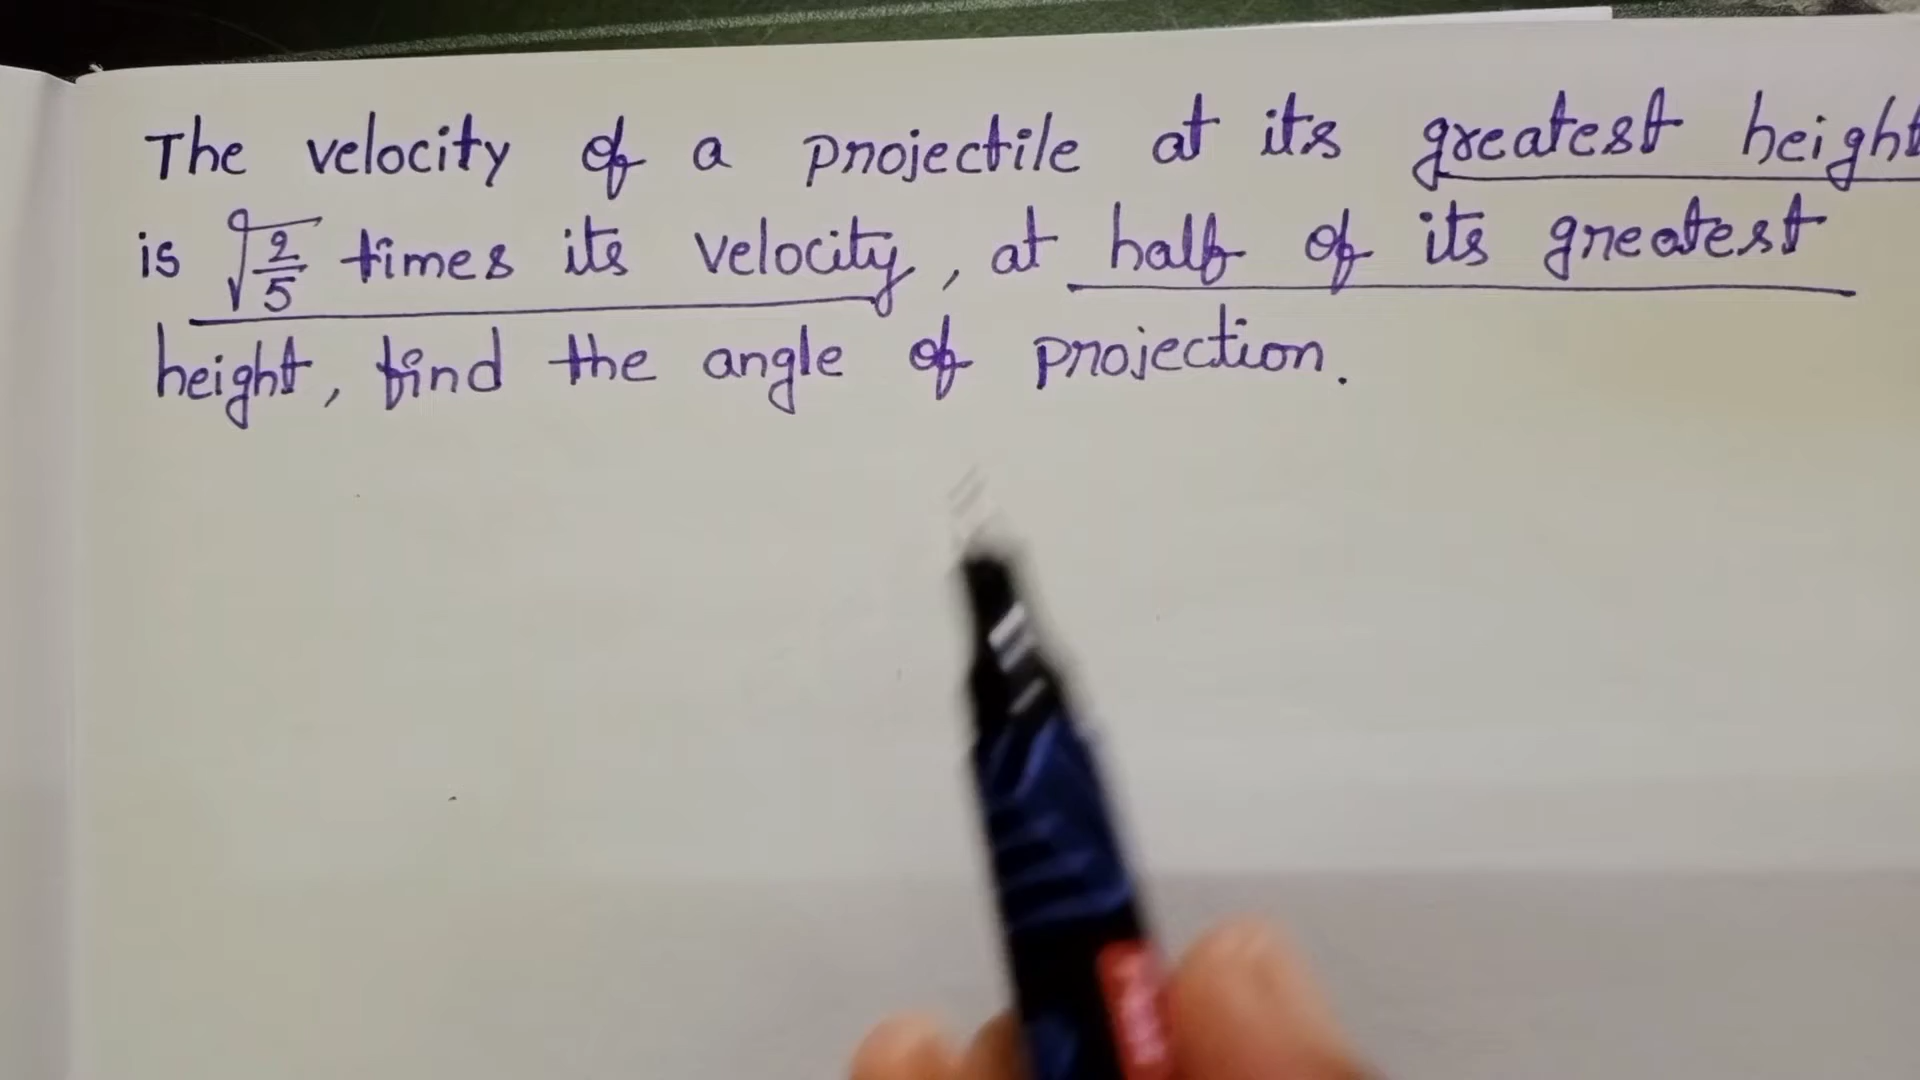 The velocity of a projectile at its greatest height
is √2/5 times its velocity, at half of its greatest
height, find the angle of projection.